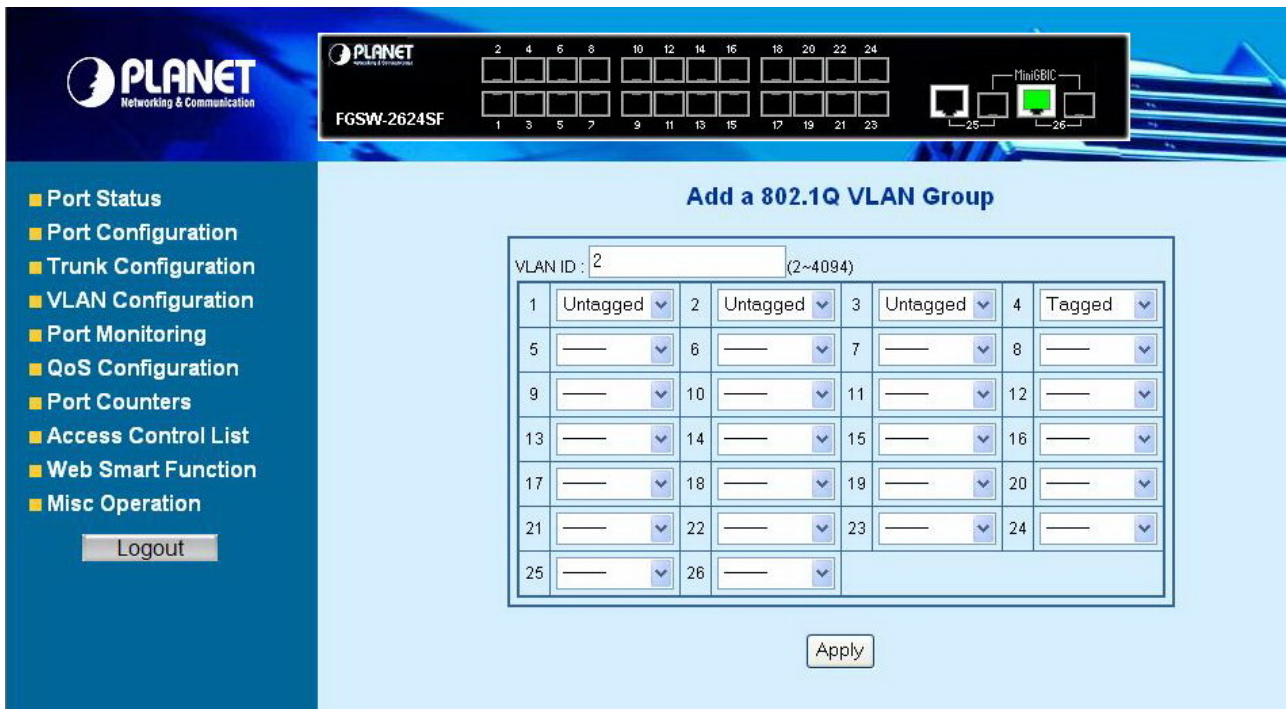 PLANET
Networking & Communication
PLANET
Networking & Communication
FGSW-2624SF
2 4 6 8 10 12 14 16 18 20 22 24
1 3 5 7 9 11 13 15 17 19 21 23
MiniGBIC
25 26
Port Status
Port Configuration
Trunk Configuration
VLAN Configuration
Port Monitoring
QoS Configuration
Port Counters
Access Control List
Web Smart Function
Misc Operation
Logout
Add a 802.1Q VLAN Group
VLAN ID : 2 (2~4094)
1 Untagged 2 Untagged 3 Untagged 4 Tagged
5 —— 6 —— 7 —— 8 ——
9 —— 10 —— 11 —— 12 ——
13 —— 14 —— 15 —— 16 ——
17 —— 18 —— 19 —— 20 ——
21 —— 22 —— 23 —— 24 ——
25 —— 26 ——
Apply